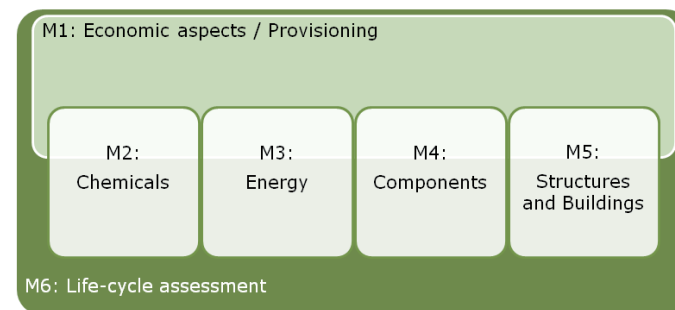 M1: Economic aspects / Provisioning
M2:
Chemicals
M3:
Energy
M4:
Components
M5:
Structures
and Buildings
M6: Life-cycle assessment